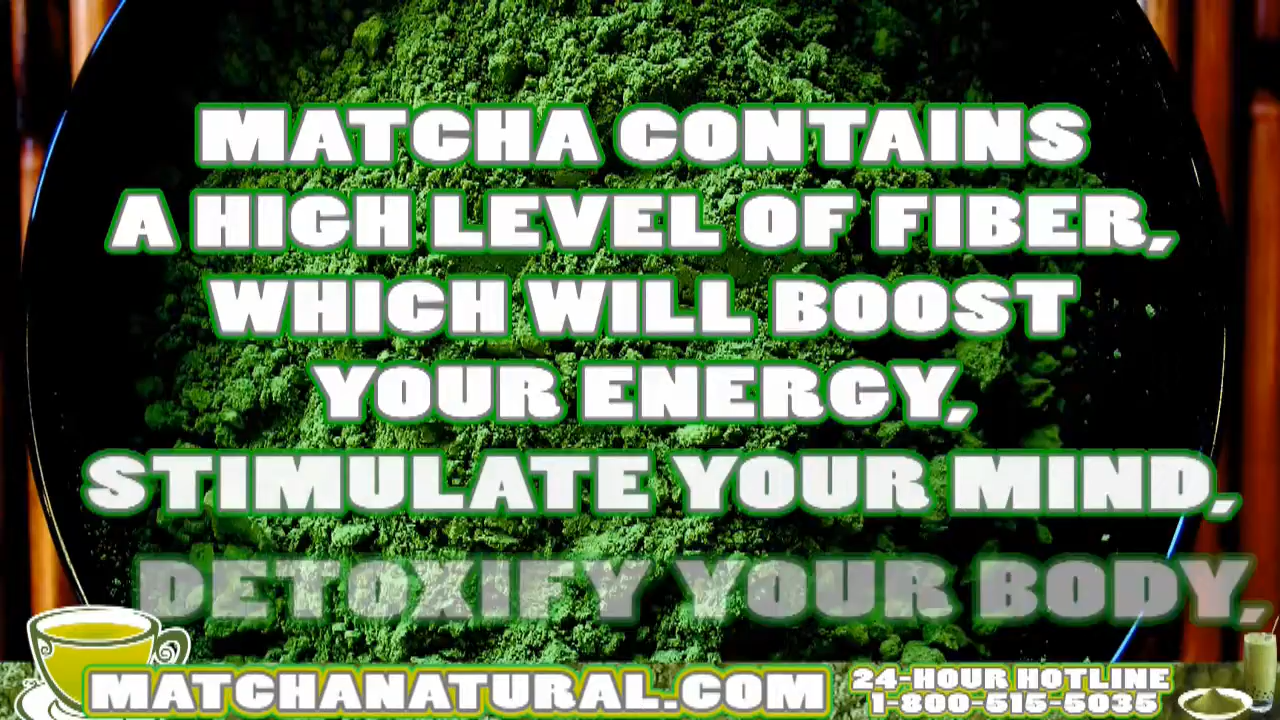 MATCHA CONTAINS
A HIGH LEVEL OF FIBER,
WHICH WILL BOOST
YOUR ENERGY,
STIMULATE YOUR MIND,
DETOXIFY YOUR BODY,
MATCHANATURAL.COM
24-HOUR HOTLINE
1-800-515-5035